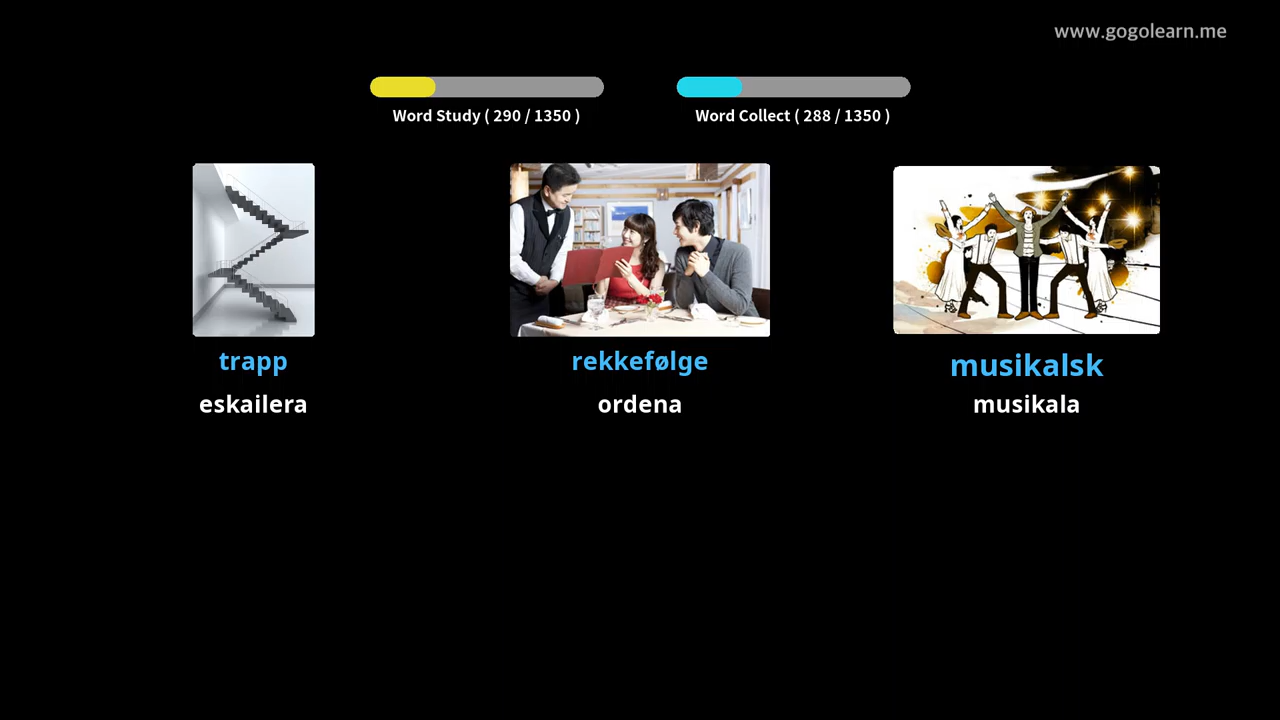 www.gogolearn.me
Word Study ( 290 / 1350 )
Word Collect ( 288 / 1350 )
trapp
eskailera
rekkefølge
ordena
musikalsk
musikala